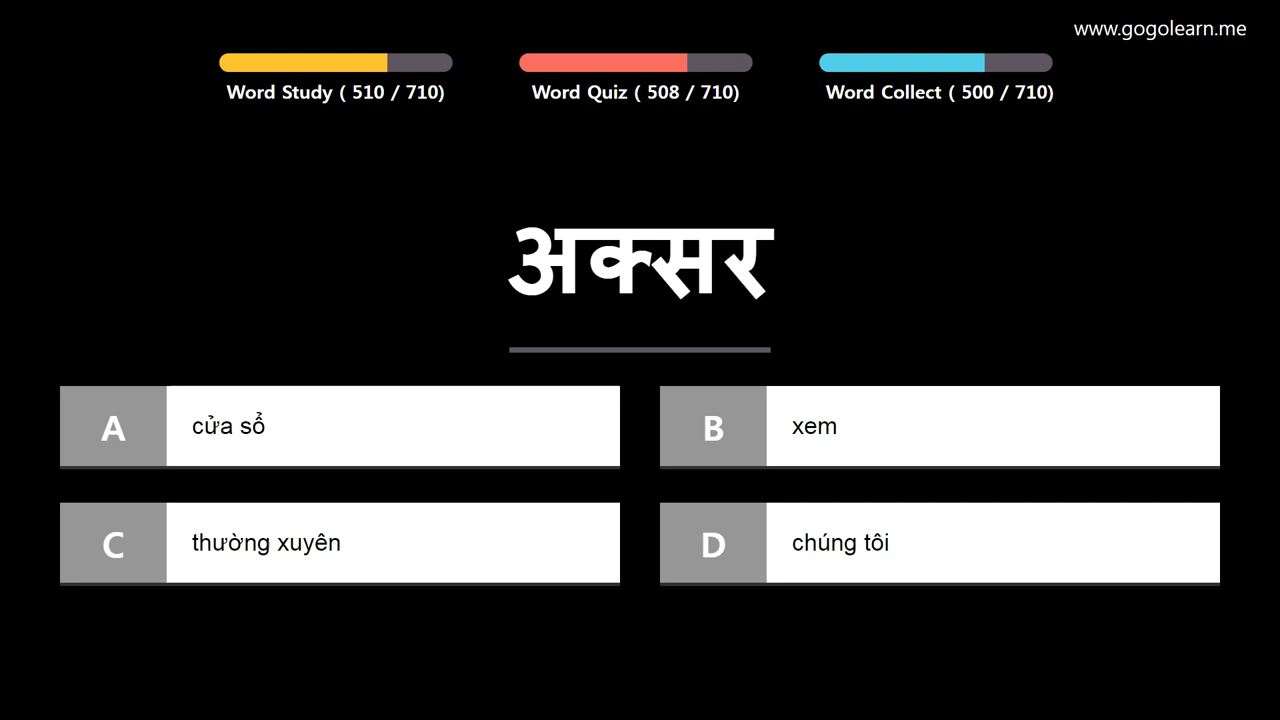 www.gogolearn.me
Word Study ( 510 / 710)
Word Quiz ( 508 / 710)
Word Collect ( 500 / 710)
अक्सर
A
cửa sổ
B
xem
C
thường xuyên
D
chúng tôi